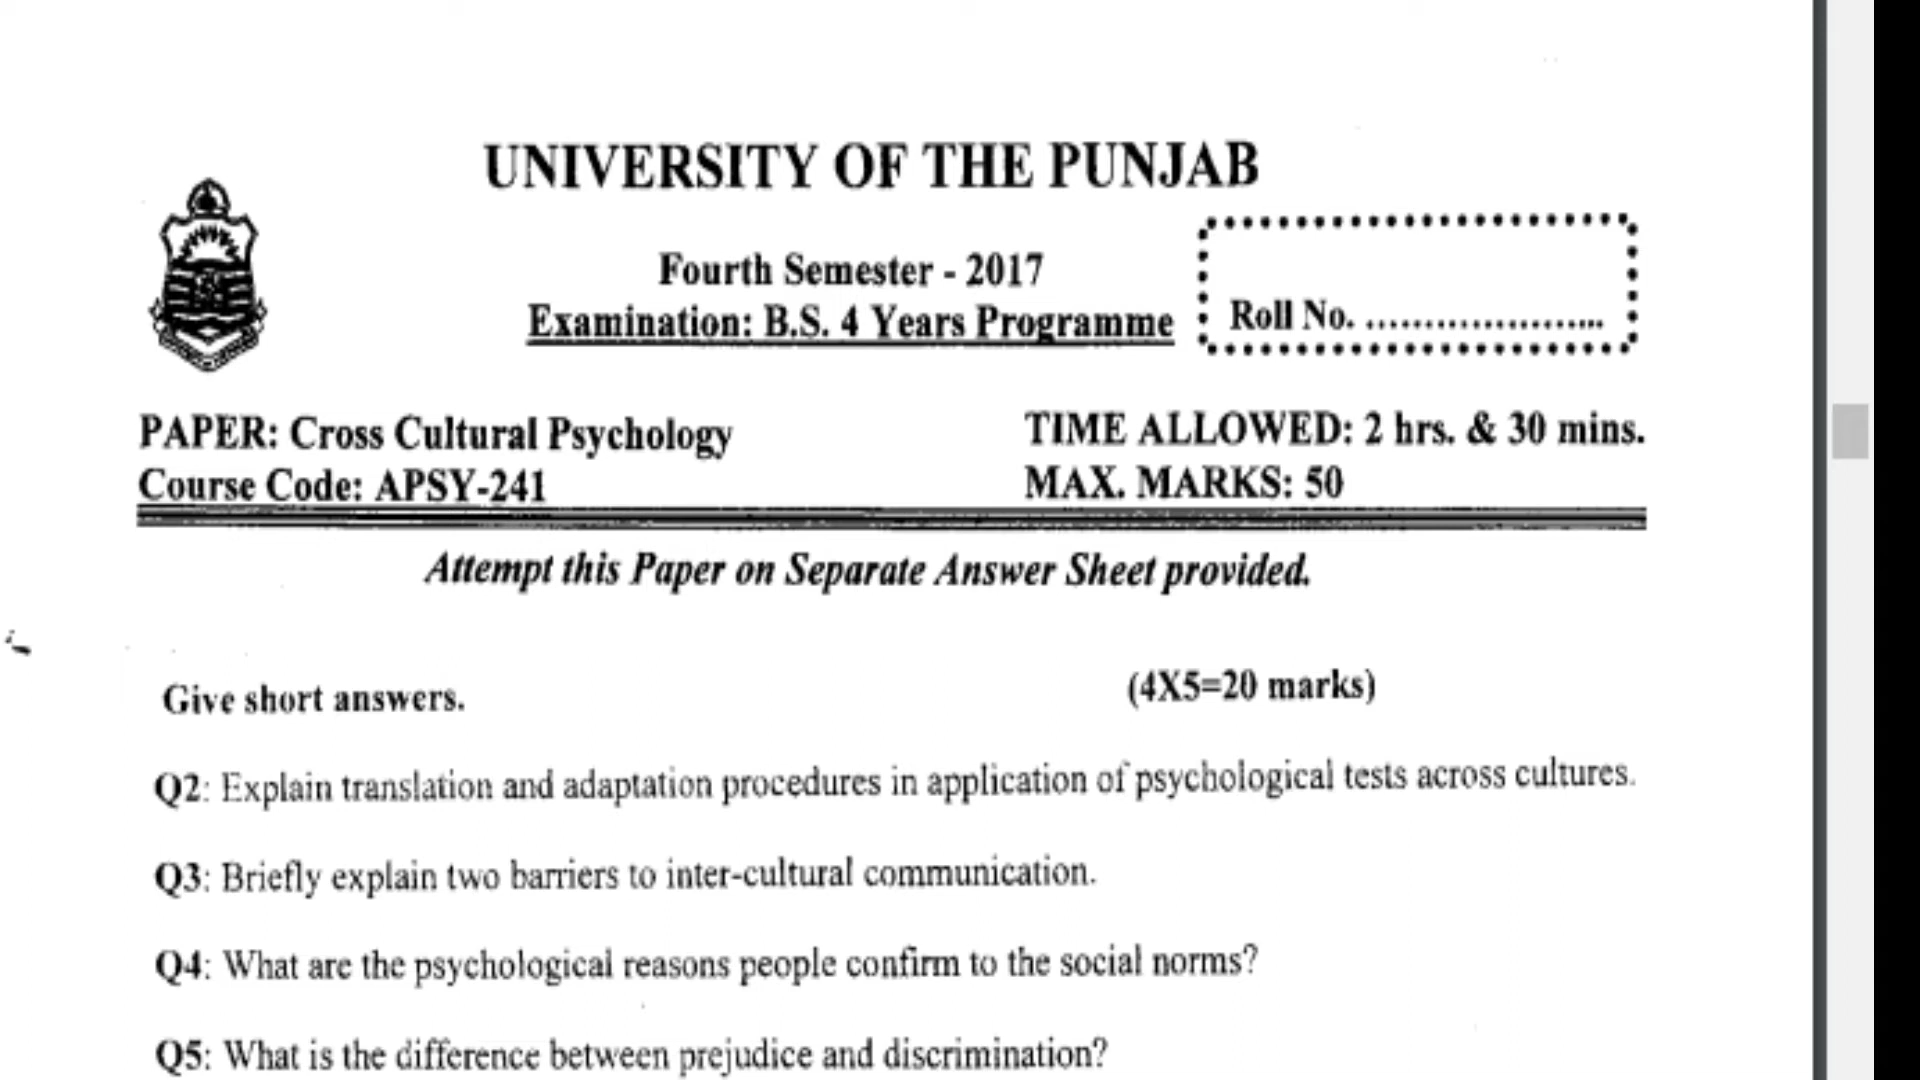 UNIVERSITY OF THE PUNJAB
Fourth Semester - 2017
Examination: B.S. 4 Years Programme
Roll No. ......................
PAPER: Cross Cultural Psychology
TIME ALLOWED: 2 hrs. & 30 mins.
Course Code: APSY-241
MAX. MARKS: 50
Attempt this Paper on Separate Answer Sheet provided.
Give short answers.
(4X5=20 marks)
Q2: Explain translation and adaptation procedures in application of psychological tests across cultures.
Q3: Briefly explain two barriers to inter-cultural communication.
Q4: What are the psychological reasons people confirm to the social norms?
Q5: What is the difference between prejudice and discrimination?